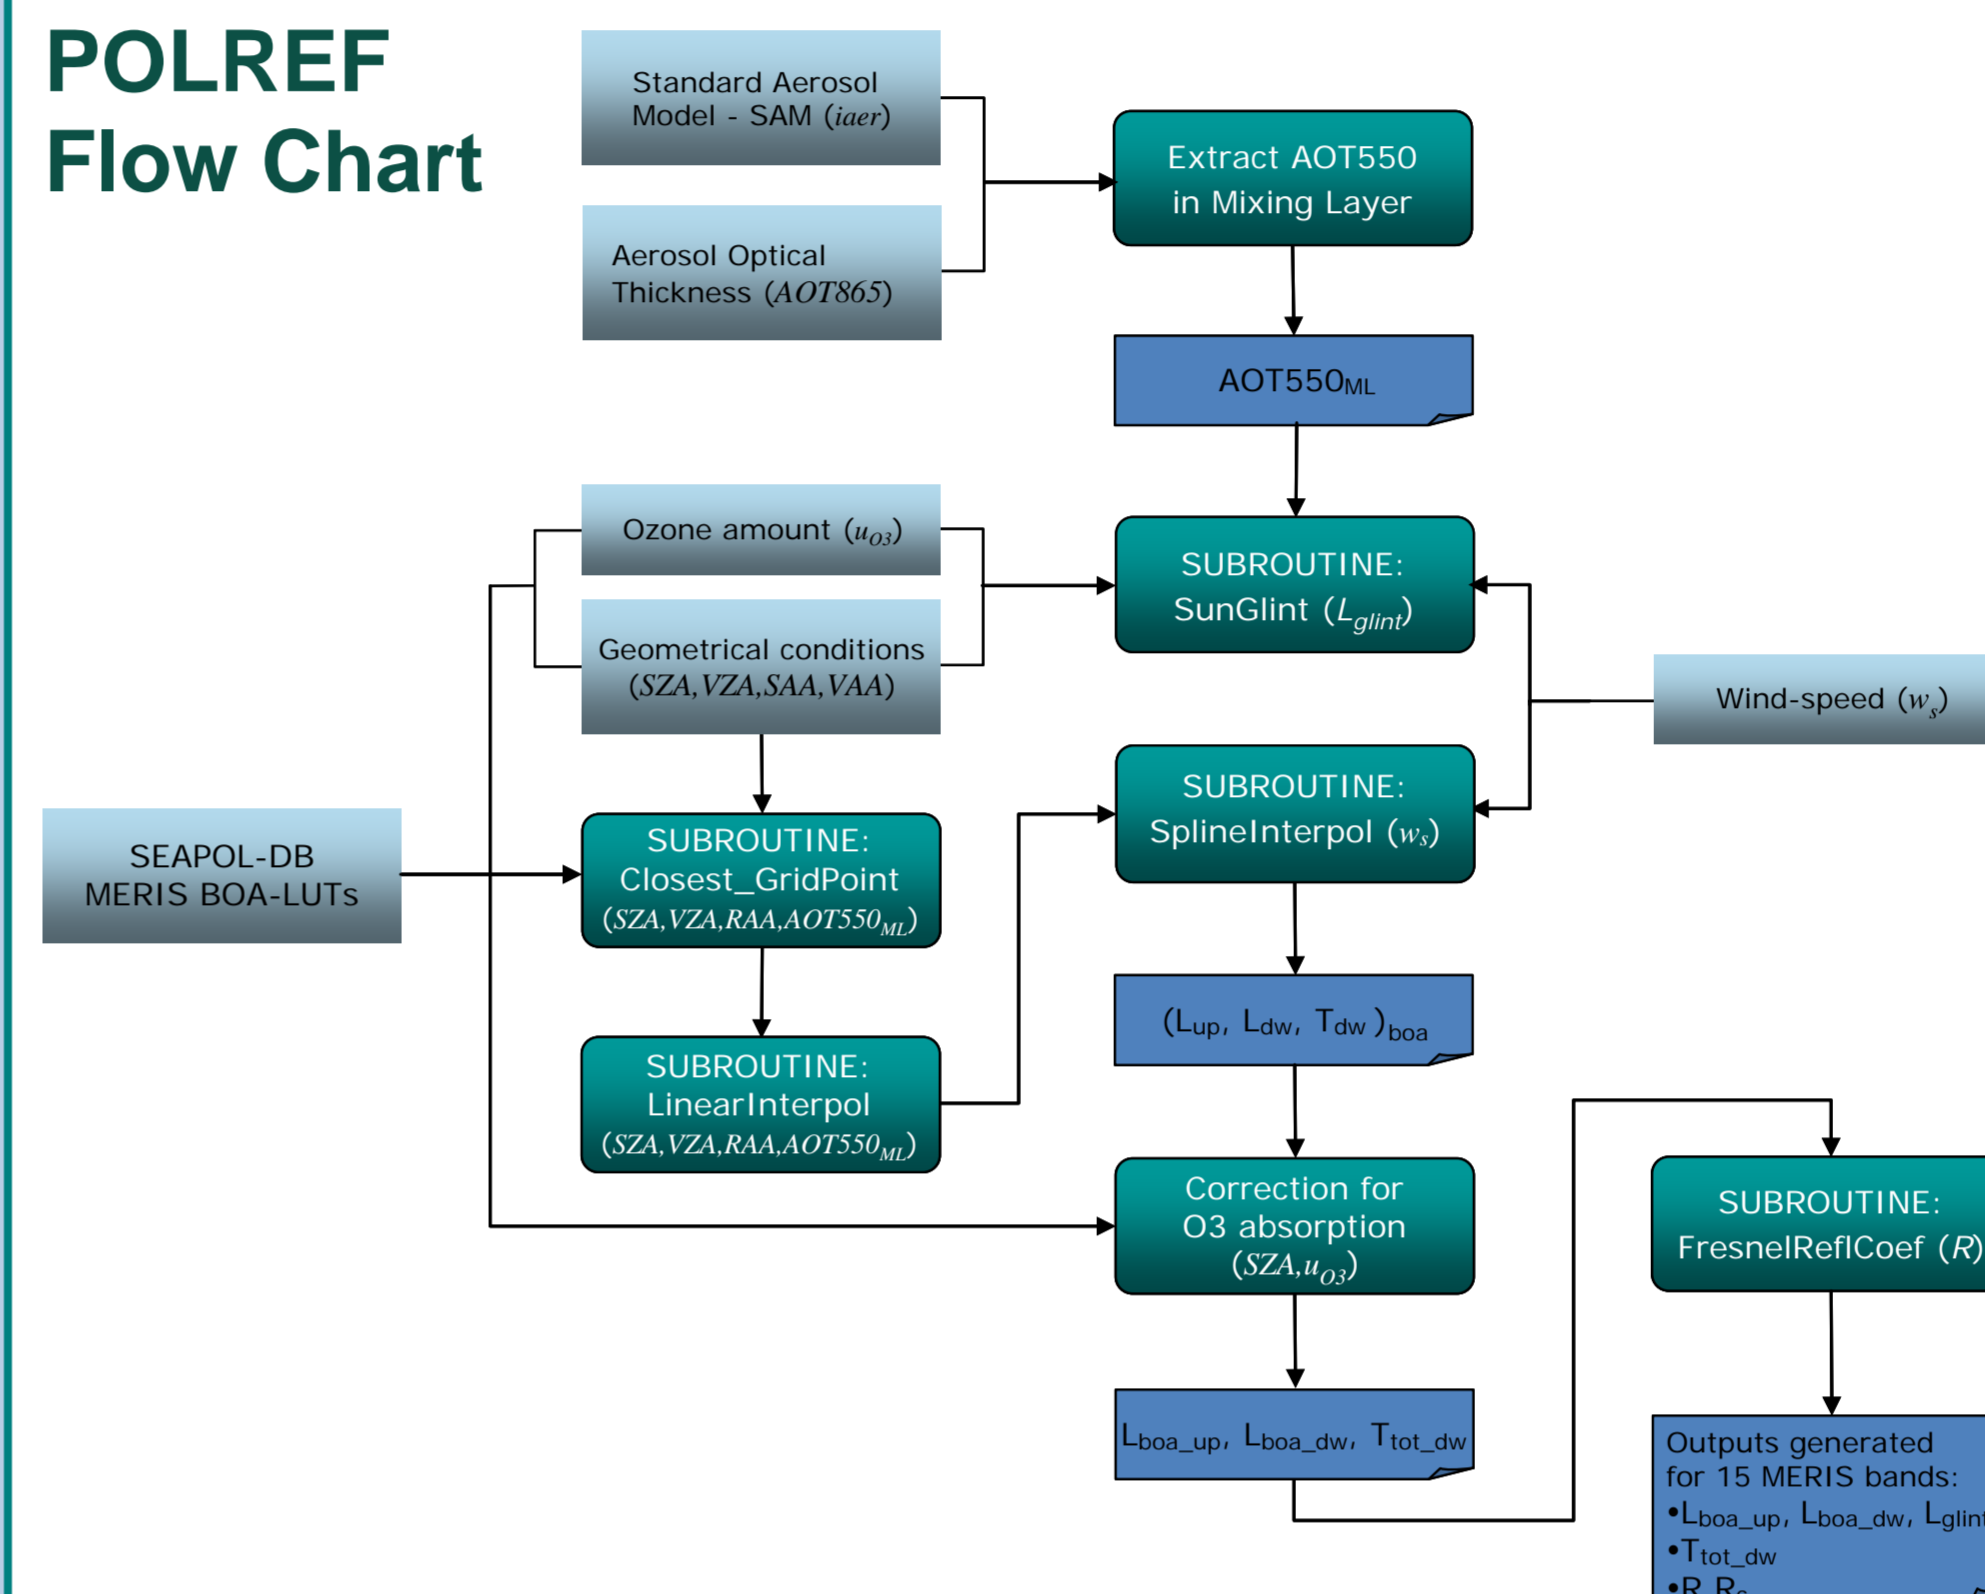 POLREF
Flow Chart
Standard Aerosol
Model - SAM (iaer)
Aerosol Optical
Thickness (AOT865)
Extract AOT550
in Mixing Layer
AOT550ML
Ozone amount (uO3)
Geometrical conditions
(SZA,VZA,SAA,VAA)
SUBROUTINE:
SunGlint (Lglint)
Wind-speed (ws)
SEAPOL-DB
MERIS BOA-LUTs
SUBROUTINE:
Closest_GridPoint
(SZA,VZA,RAA,AOT550ML)
SUBROUTINE:
SplineInterpol (ws)
(Lup, Ldw, Tdw)boa
SUBROUTINE:
LinearInterpol
(SZA,VZA,RAA,AOT550ML)
Correction for
O3 absorption
(SZA,uO3)
SUBROUTINE:
FresnelReflCoef (R)
Lboa_up, Lboa_dw, Ttot_dw
Outputs generated
for 15 MERIS bands:
•Lboa_up, Lboa_dw, Lglint
•Ttot_dw